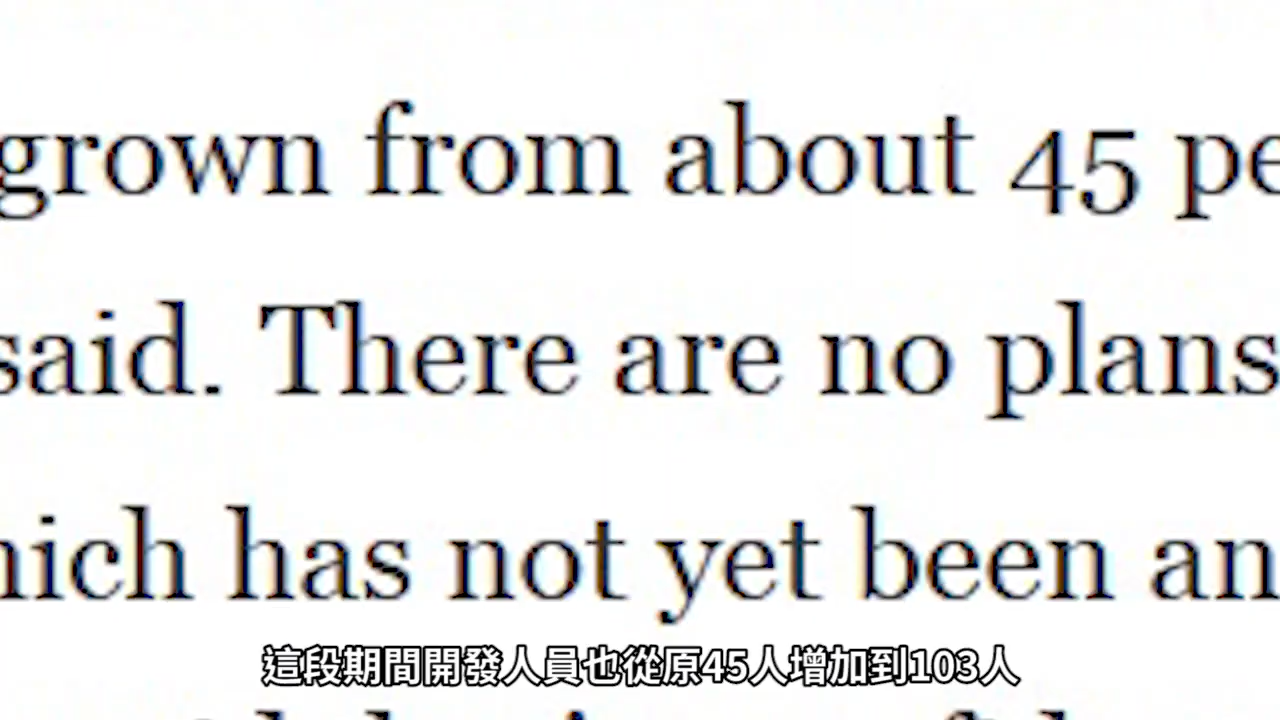 grown from about 45 pe
said. There are no plans
hich has not yet been an
這段期間開發人員也從原45人增加到103人